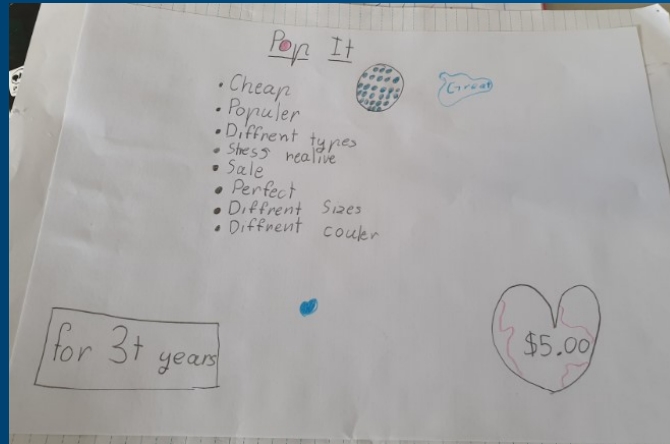 Pop It
• Cheap
Great
• Populer
• Diffrent types
• Stess realive
• Sale
• Perfect
• Diffrent Sizes
• Diffrent couler
for 3+ years
$5.00